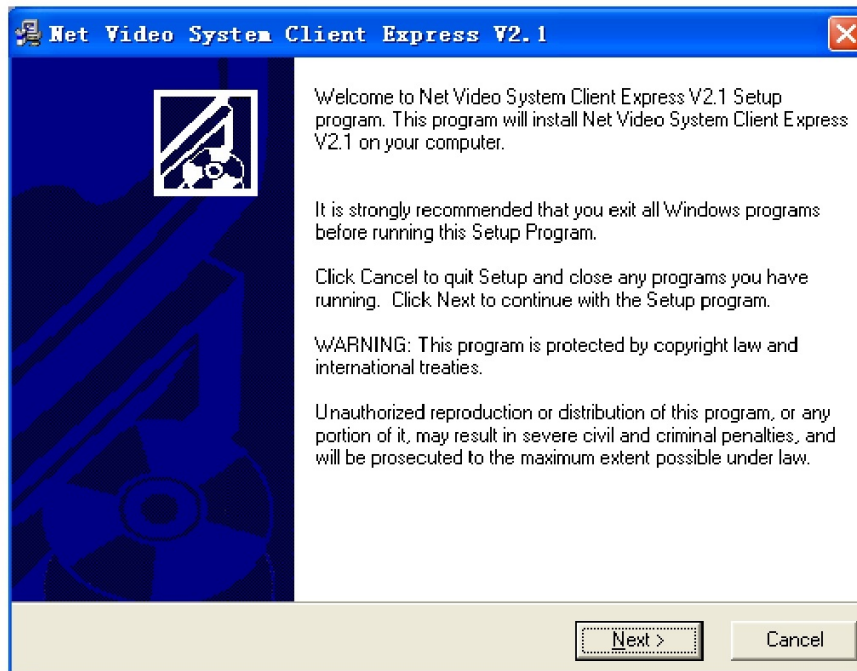 Net Video System Client Express V2.1
Welcome to Net Video System Client Express V2.1 Setup
program. This program will install Net Video System Client Express
V2.1 on your computer.
It is strongly recommended that you exit all Windows programs
before running this Setup Program.
Click Cancel to quit Setup and close any programs you have
running. Click Next to continue with the Setup program.
WARNING: This program is protected by copyright law and
international treaties.
Unauthorized reproduction or distribution of this program, or any
portion of it, may result in severe civil and criminal penalties, and
will be prosecuted to the maximum extent possible under law.
Next >
Cancel